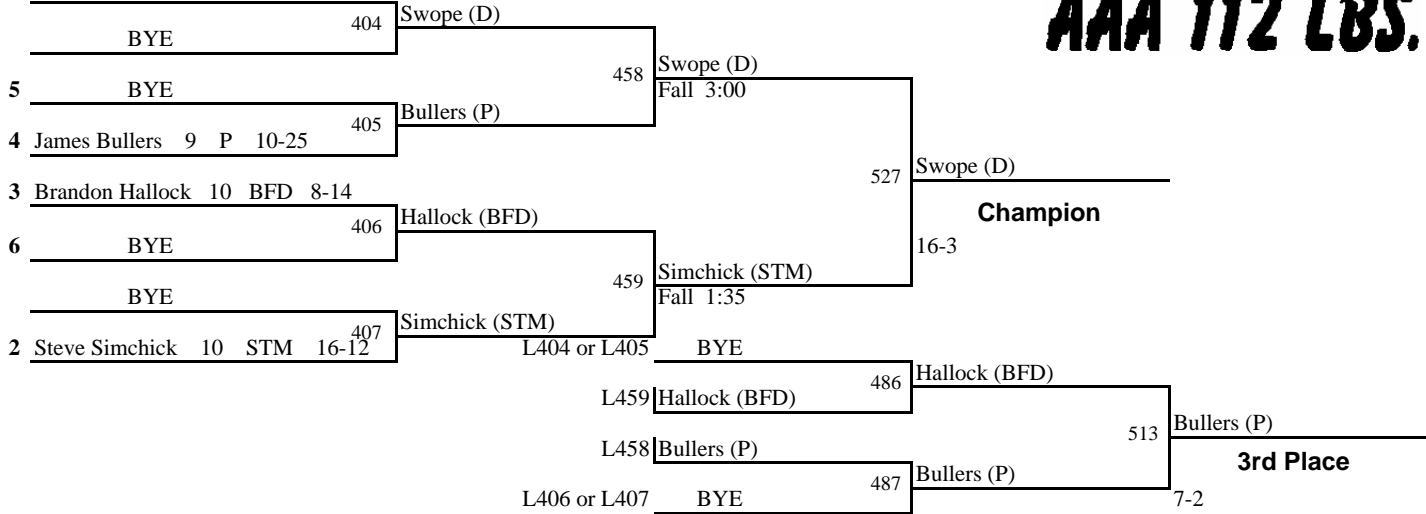 AAA 112 LBS.
Swope (D)
404
BYE
Swope (D)
458
Fall 3:00
5 BYE
Bullers (P)
405
4 James Bullers 9 P 10-25
Swope (D)
527
3 Brandon Hallock 10 BFD 8-14
Champion
Hallock (BFD)
406
6 BYE
16-3
Simchick (STM)
459
Fall 1:35
BYE
Simchick (STM)
407
2 Steve Simchick 10 STM 16-12
L404 or L405 BYE
Hallock (BFD)
486
L459 Hallock (BFD)
Bullers (P)
513
L458 Bullers (P)
3rd Place
Bullers (P)
487
L406 or L407 BYE
7-2